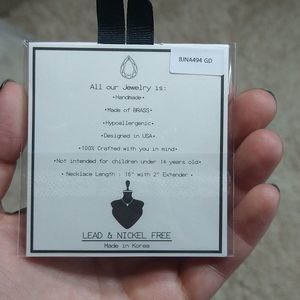 IIJNA494 GD
All our Jewelry is:
•Handmade•
•Made of BRASS•
•Hypoallergenic•
•Designed in USA•
•100% Crafted with you in mind•
•Not intended for children under 14 years old•
•Necklace Length : 16" with 2" Extender•
LEAD & NICKEL FREE
Made in Korea